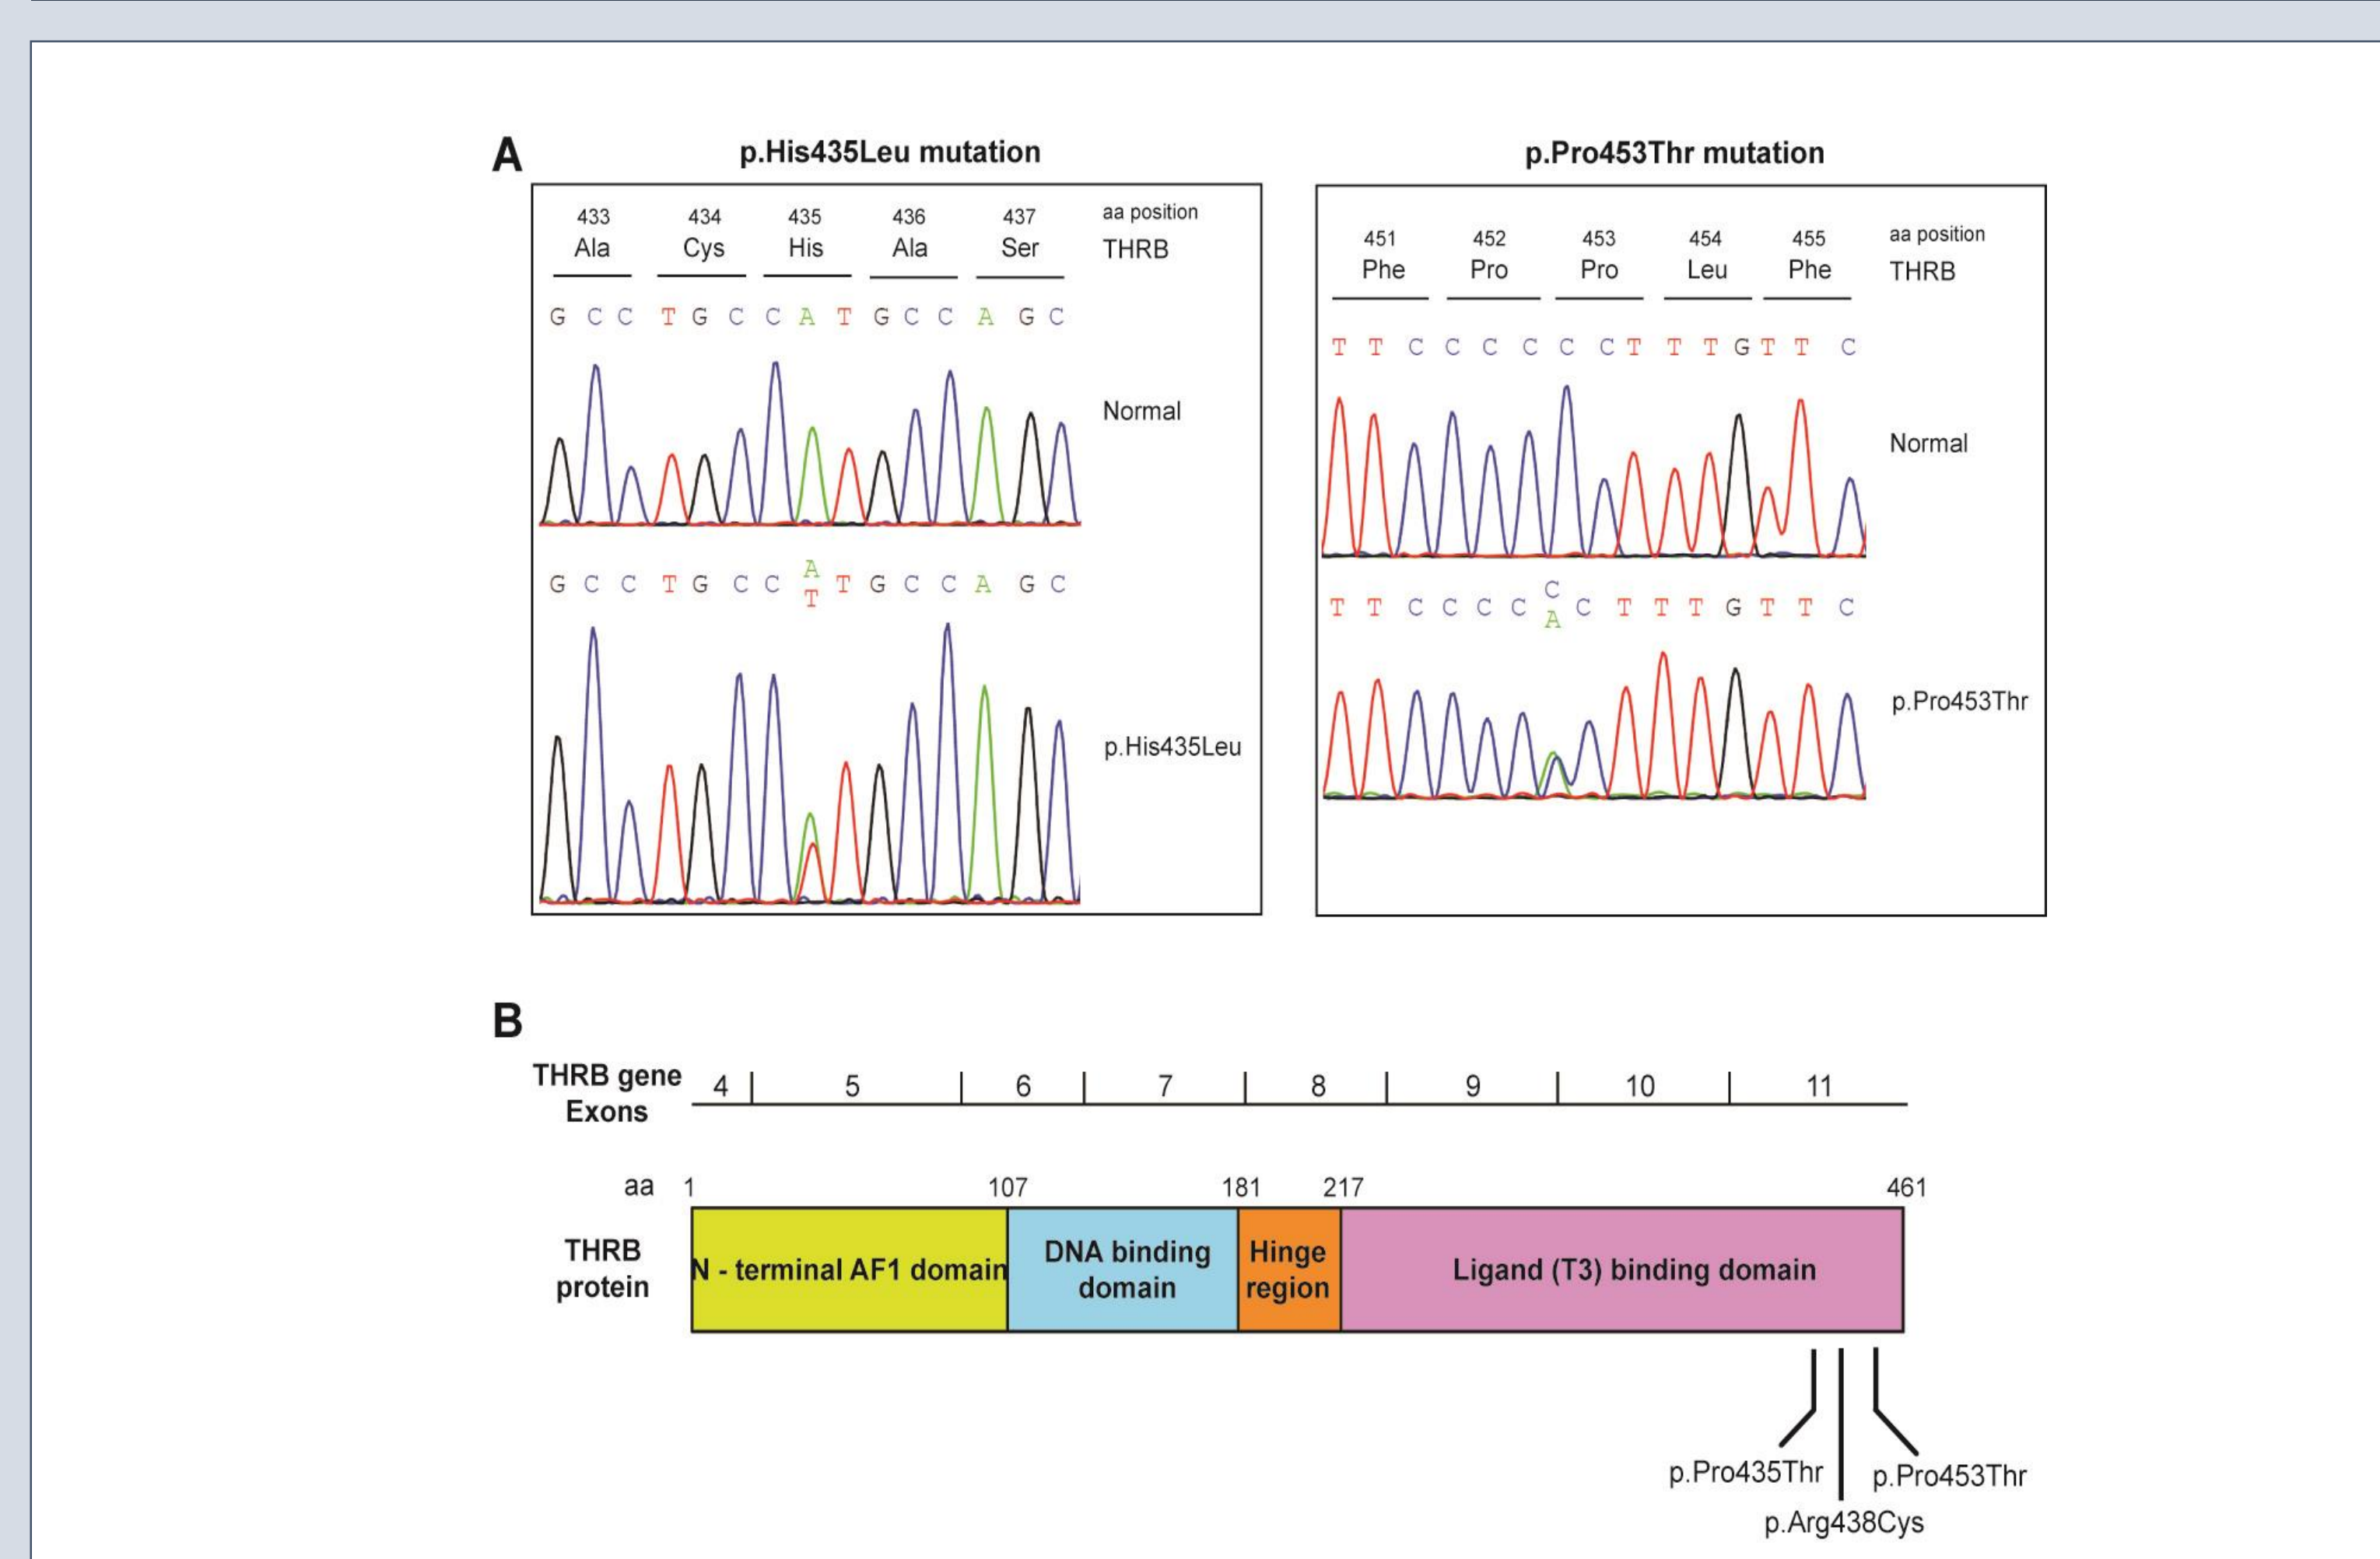 A
p.His435Leu mutation
433 434 435 436 437 aa position
Ala Cys His Ala Ser THRB
G C C T G C C A T G C C A G C
Normal
A
G C C T G C C T G C C A G C
T
p.His435Leu
p.Pro453Thr mutation
451 452 453 454 455 aa position
Phe Pro Pro Leu Phe THRB
T T C C C C C C T T T G T T C
Normal
C
T T C C C C C T T T G T T C
A
p.Pro453Thr
B
THRB gene
Exons
4 5 6 7 8 9 10 11
aa 1 107 181 217 461
THRB
protein
N - terminal AF1 domain
DNA binding
domain
Hinge
region
Ligand (T3) binding domain
p.Pro435Thr
p.Pro453Thr
p.Arg438Cys